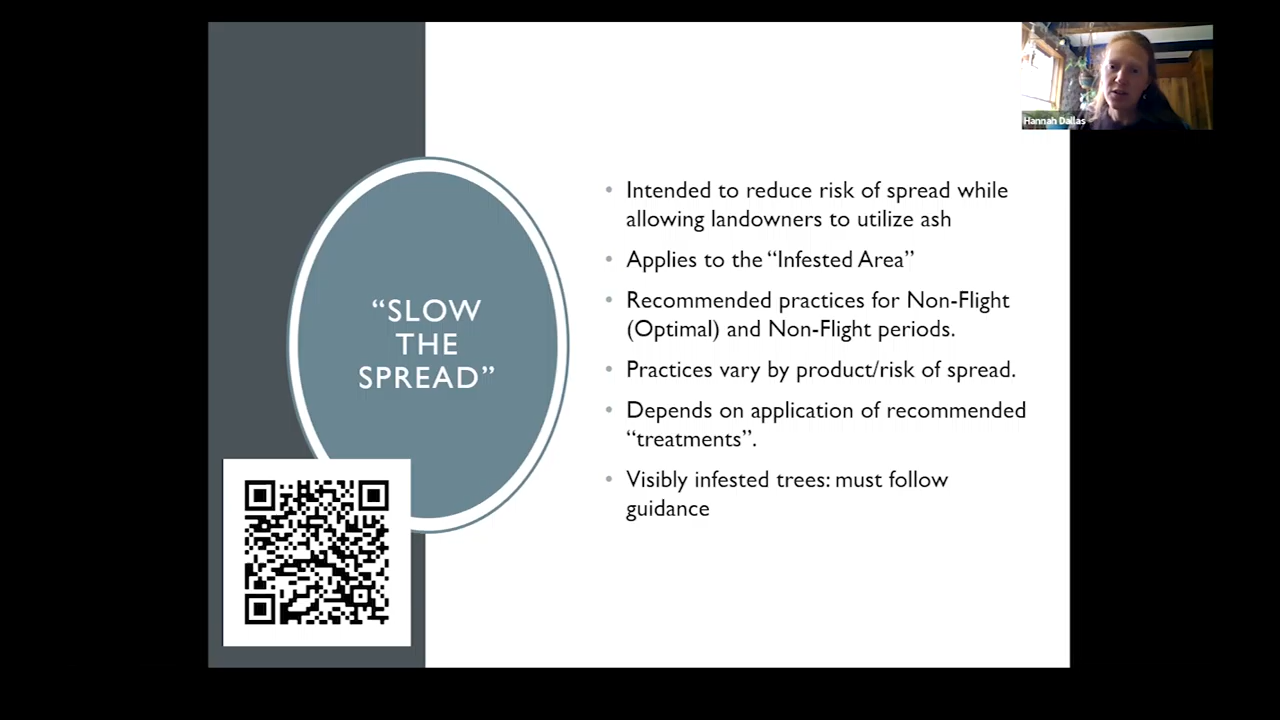 Hannah Dallas
“SLOW
THE
SPREAD”
• Intended to reduce risk of spread while
allowing landowners to utilize ash
• Applies to the “Infested Area”
• Recommended practices for Non-Flight
(Optimal) and Non-Flight periods.
• Practices vary by product/risk of spread.
• Depends on application of recommended
“treatments”.
• Visibly infested trees: must follow
guidance